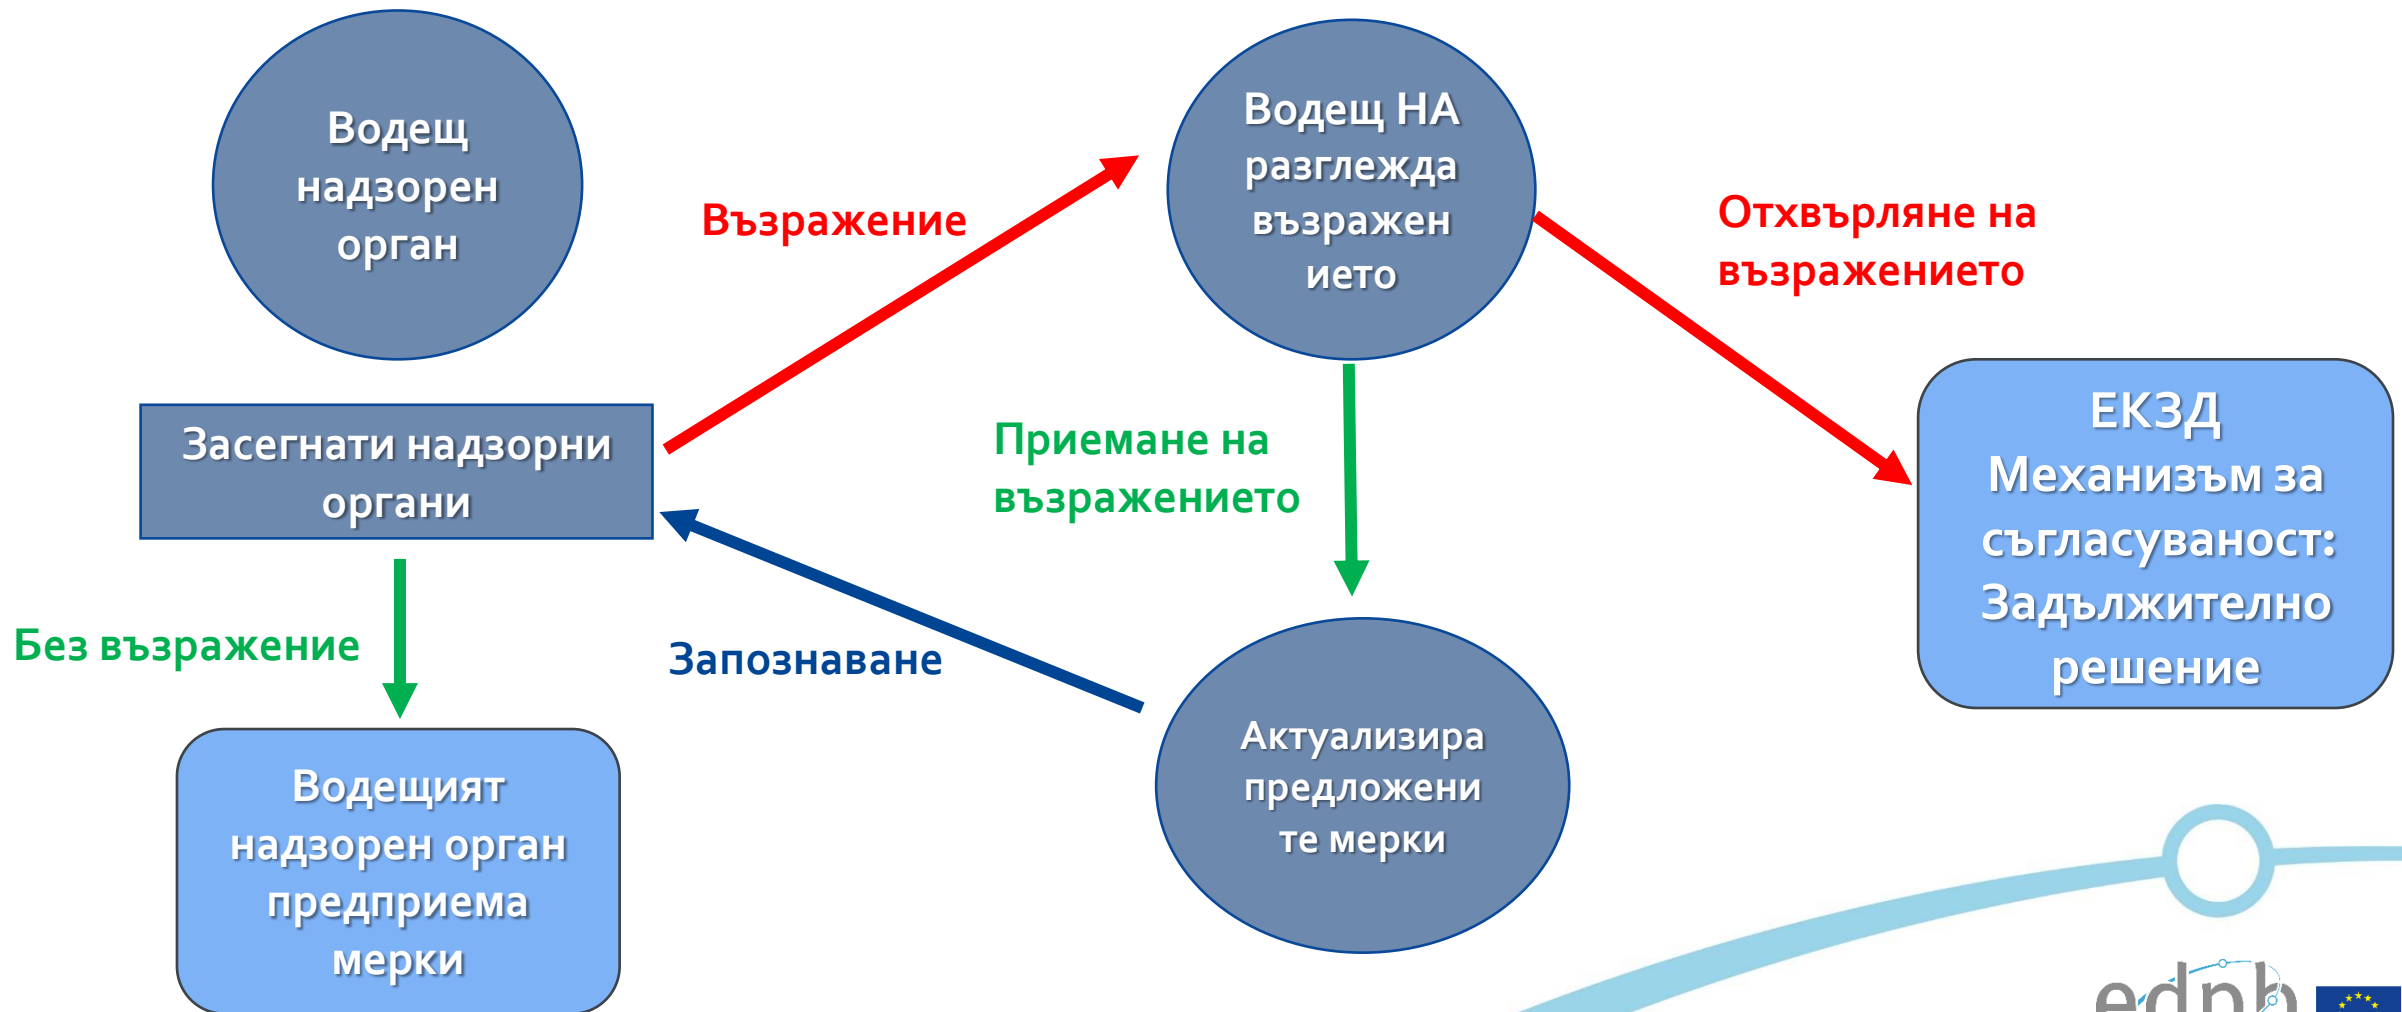 Водещ
надзорен
орган
Възражение
Водещ НА
разглежда
възражен
ието
Отхвърляне на
възражението
Засегнати надзорни
органи
Приемане на
възражението
ЕКЗД
Механизъм за
съгласуваност:
Задължително
решение
Без възражение
Запознаване
Актуализира
предложени
те мерки
Водещият
надзорен орган
предприема
мерки
edpb